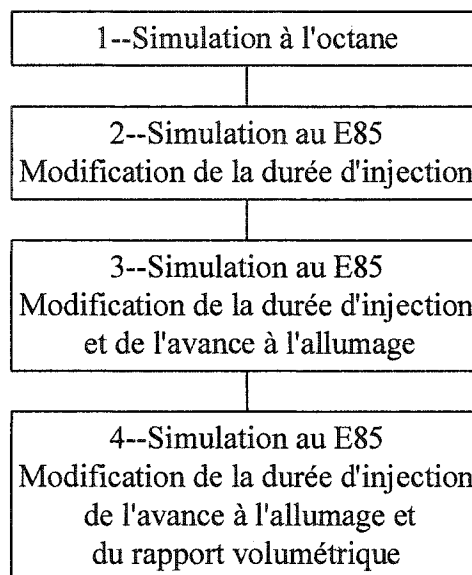 1--Simulation à l'octane
2--Simulation au E85
Modification de la durée d'injection
3--Simulation au E85
Modification de la durée d'injection
et de l'avance à l'allumage
4--Simulation au E85
Modification de la durée d'injection
de l'avance à l'allumage et
du rapport volumétrique